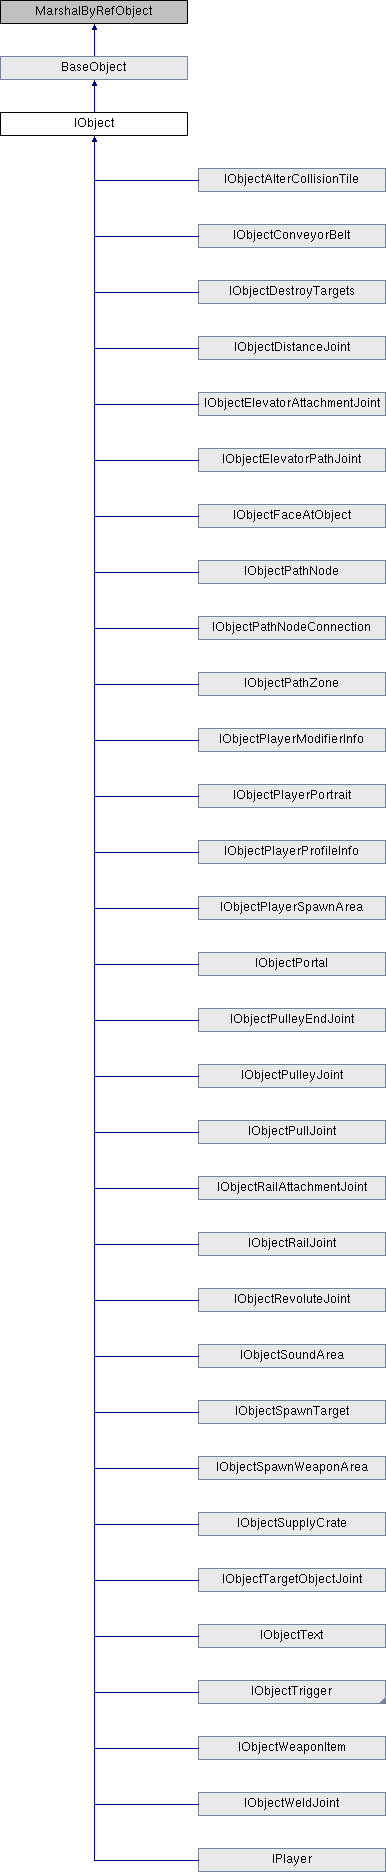 MarshalByRefObject
BaseObject
IObject
IObjectAlterCollisionTile
IObjectConveyorBelt
IObjectDestroyTargets
IObjectDistanceJoint
IObjectElevatorAttachmentJoint
IObjectElevatorPathJoint
IObjectFaceAtObject
IObjectPathNode
IObjectPathNodeConnection
IObjectPathZone
IObjectPlayerModifierInfo
IObjectPlayerPortrait
IObjectPlayerProfileInfo
IObjectPlayerSpawnArea
IObjectPortal
IObjectPulleyEndJoint
IObjectPulleyJoint
IObjectPullJoint
IObjectRailAttachmentJoint
IObjectRailJoint
IObjectRevoluteJoint
IObjectSoundArea
IObjectSpawnTarget
IObjectSpawnWeaponArea
IObjectSupplyCrate
IObjectTargetObjectJoint
IObjectText
IObjectTrigger
IObjectWeaponItem
IObjectWeldJoint
IPlayer